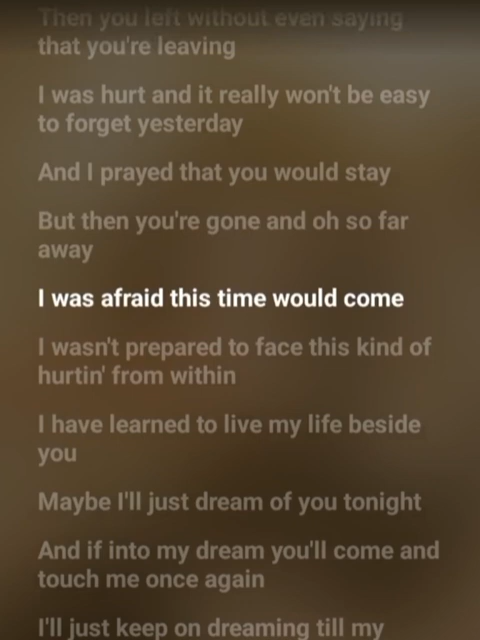 Then you left without even saying
that you're leaving
I was hurt and it really won't be easy
to forget yesterday
And I prayed that you would stay
But then you're gone and oh so far
away
I was afraid this time would come
I wasn't prepared to face this kind of
hurtin' from within
I have learned to live my life beside
you
Maybe I'll just dream of you tonight
And if into my dream you'll come and
touch me once again
I'll just keep on dreaming till my